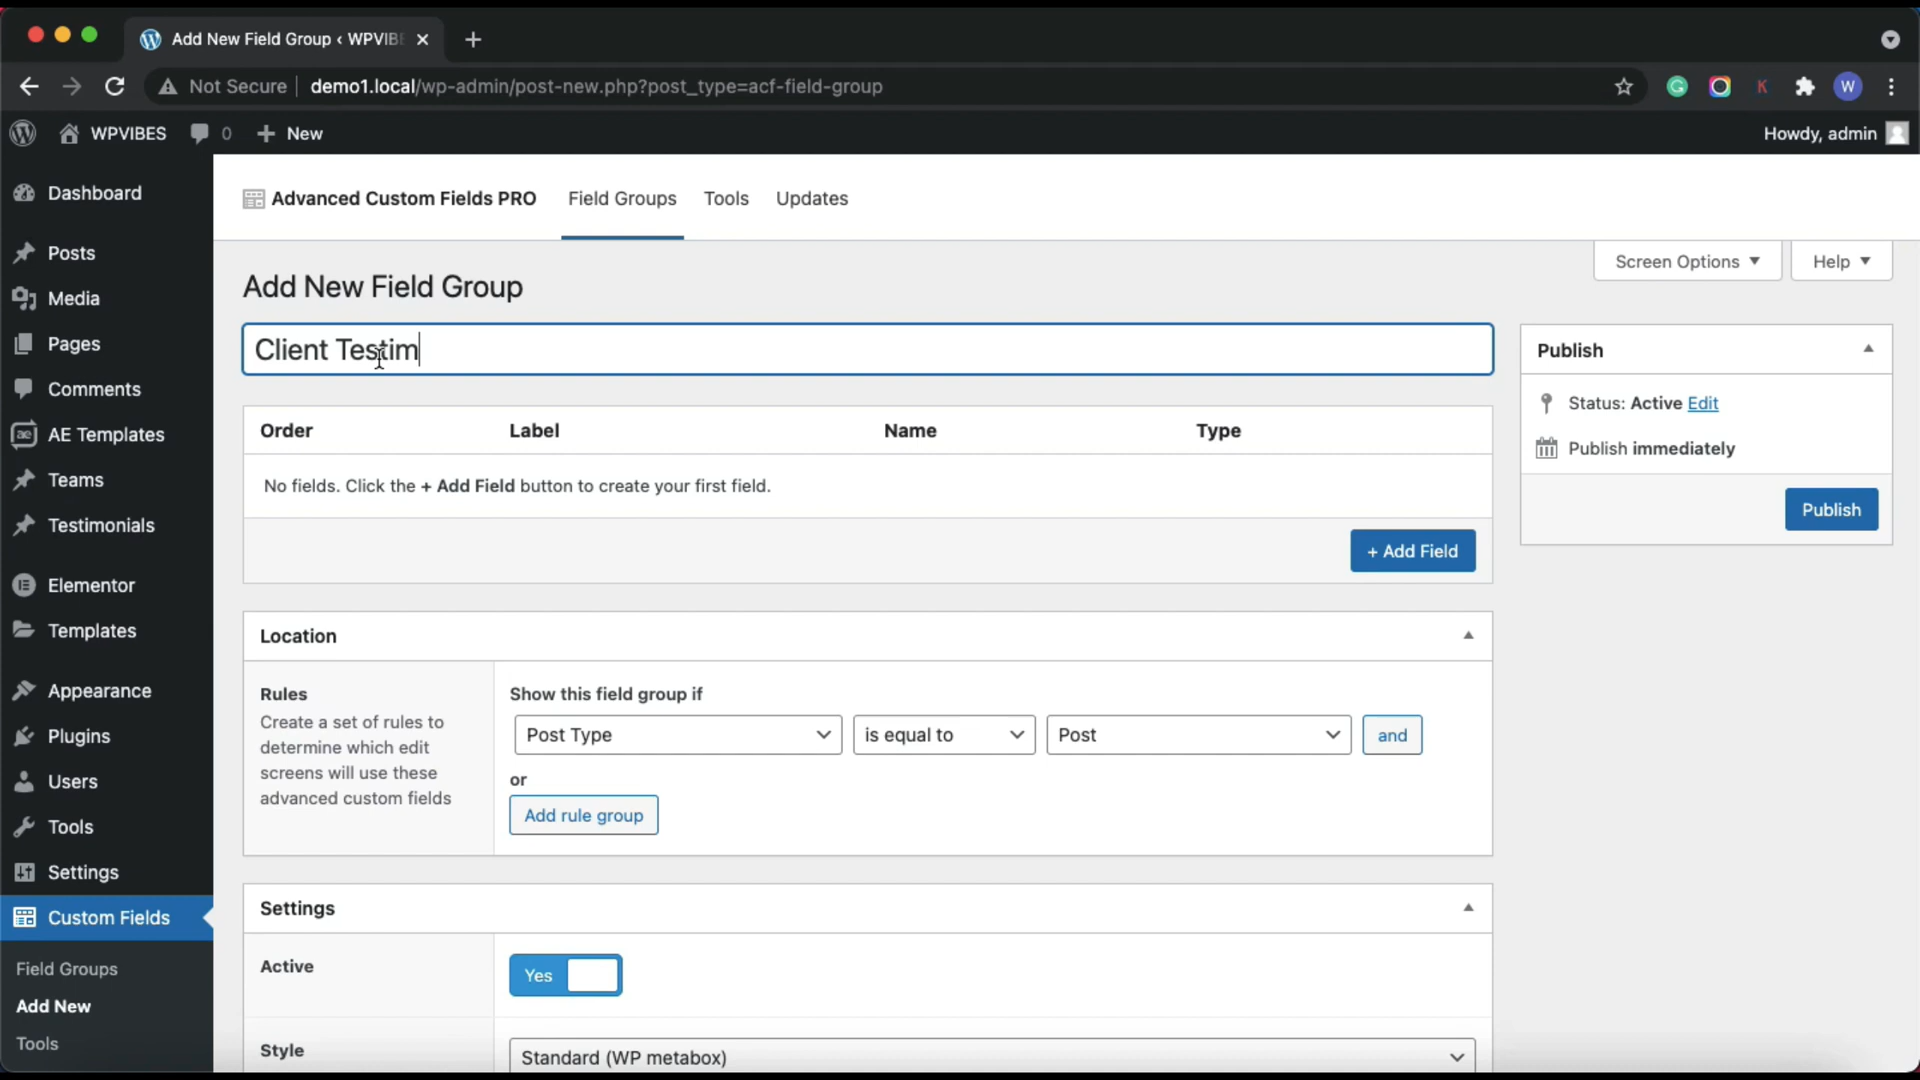 Add New Field Group ‹ WPVIB
Not Secure demo1.local/wp-admin/post-new.php?post_type=acf-field-group
W
WPVIBES 0 + New Howdy, admin
Dashboard
Posts
Media
Pages
Comments
AE Templates
Teams
Testimonials
Elementor
Templates
Appearance
Plugins
Users
Tools
Settings
Custom Fields
Field Groups
Add New
Tools
Advanced Custom Fields PRO Field Groups Tools Updates
Screen Options Help
Add New Field Group
Client Testim
Order Label Name Type
No fields. Click the + Add Field button to create your first field.
+ Add Field
Location
Rules
Create a set of rules to
determine which edit
screens will use these
advanced custom fields
Show this field group if
Post Type is equal to Post and
or
Add rule group
Settings
Active Yes
Style Standard (WP metabox)
Publish
Status: Active Edit
Publish immediately
Publish